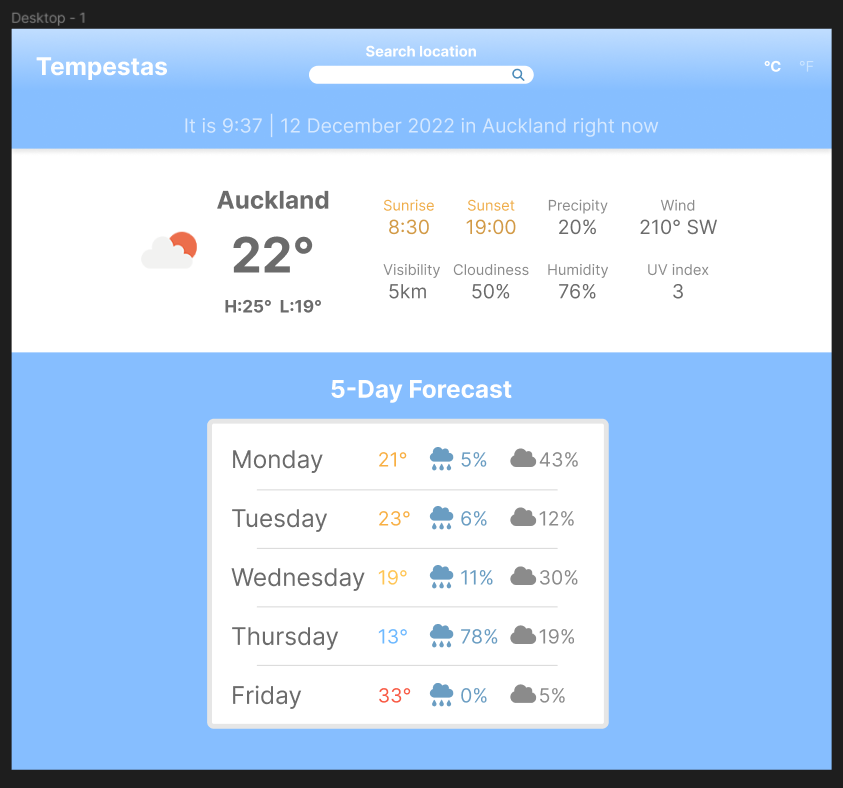 Desktop - 1
Search location
Tempestas
°C °F
It is 9:37 | 12 December 2022 in Auckland right now
Auckland
22°
H:25° L:19°
Sunrise Sunset Precipity Wind
8:30 19:00 20% 210° SW
Visibility Cloudiness Humidity UV index
5km 50% 76% 3
5-Day Forecast
Monday 21° 5% 43%
Tuesday 23° 6% 12%
Wednesday 19° 11% 30%
Thursday 13° 78% 19%
Friday 33° 0% 5%